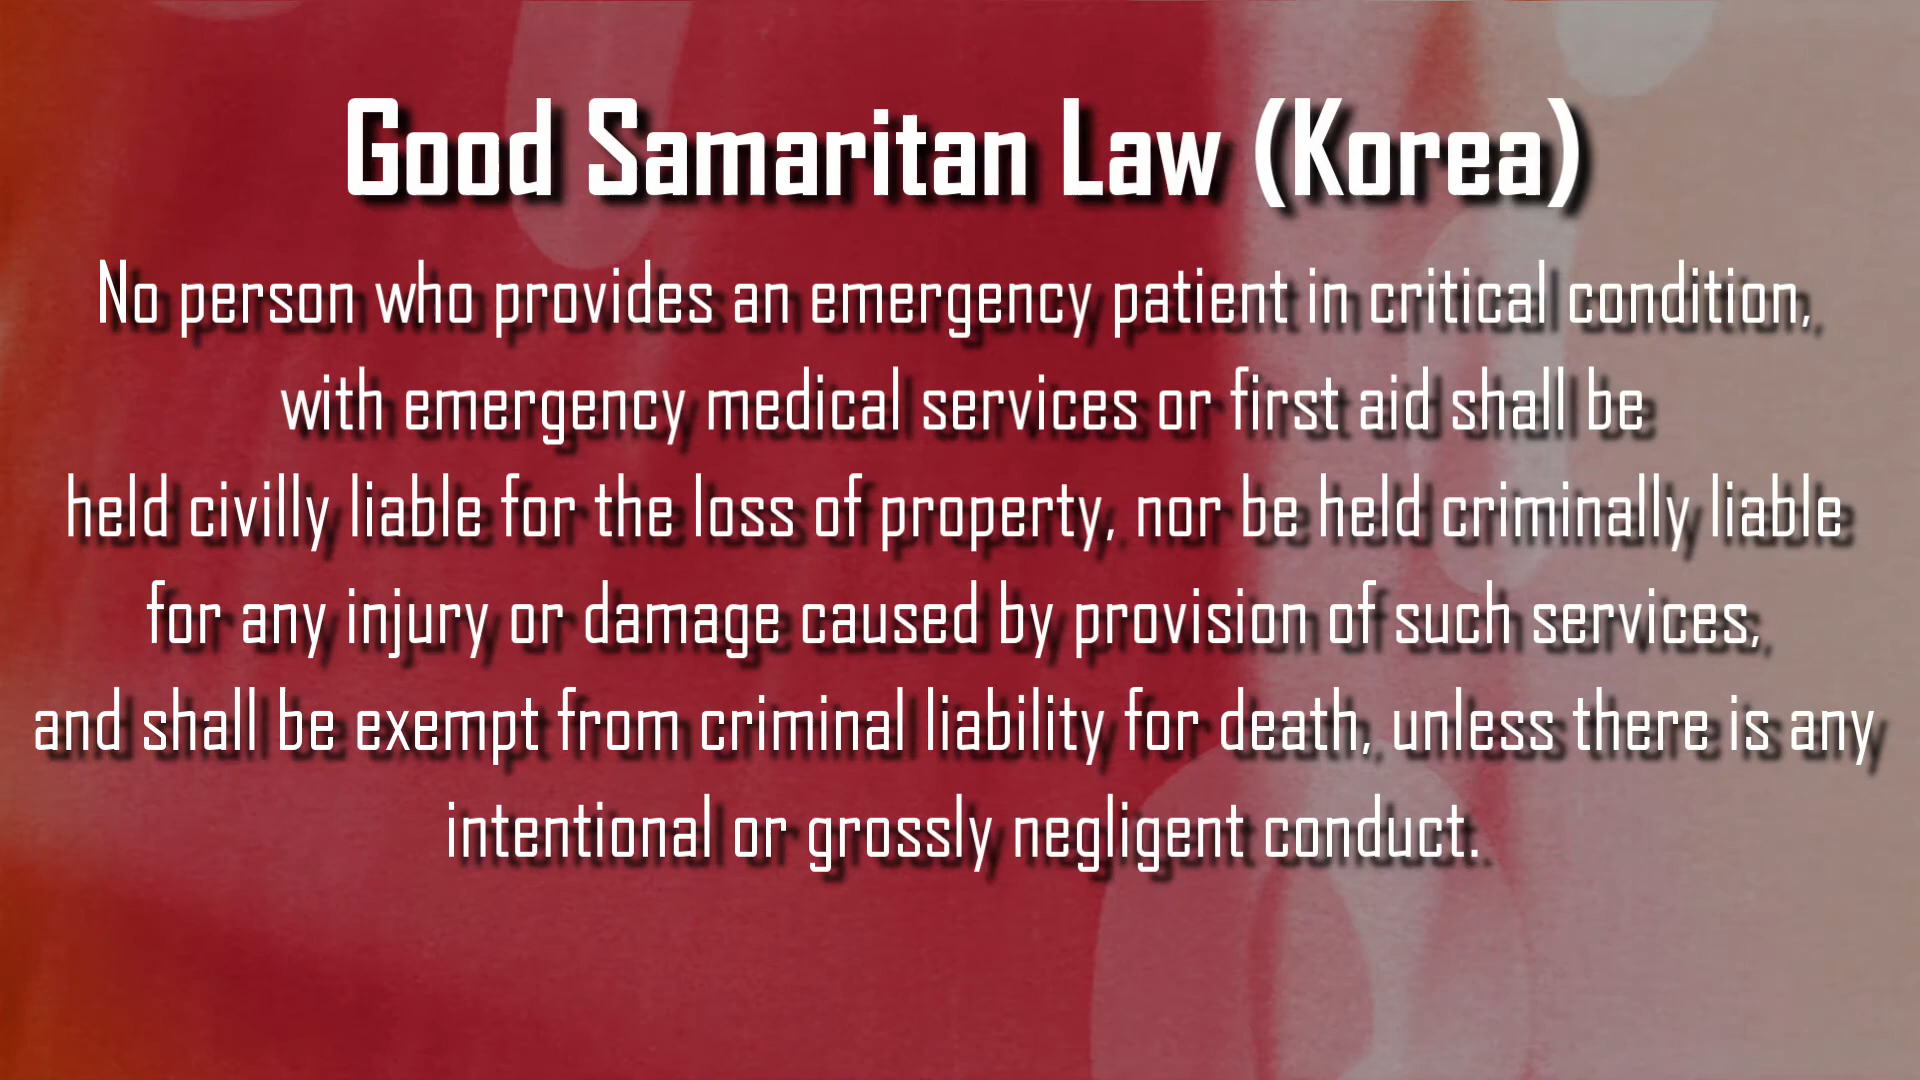 Good Samaritan Law (Korea)
No person who provides an emergency patient in critical condition,
with emergency medical services or first aid shall be
held civilly liable for the loss of property, nor be held criminally liable
for any injury or damage caused by provision of such services,
and shall be exempt from criminal liability for death, unless there is any
intentional or grossly negligent conduct.